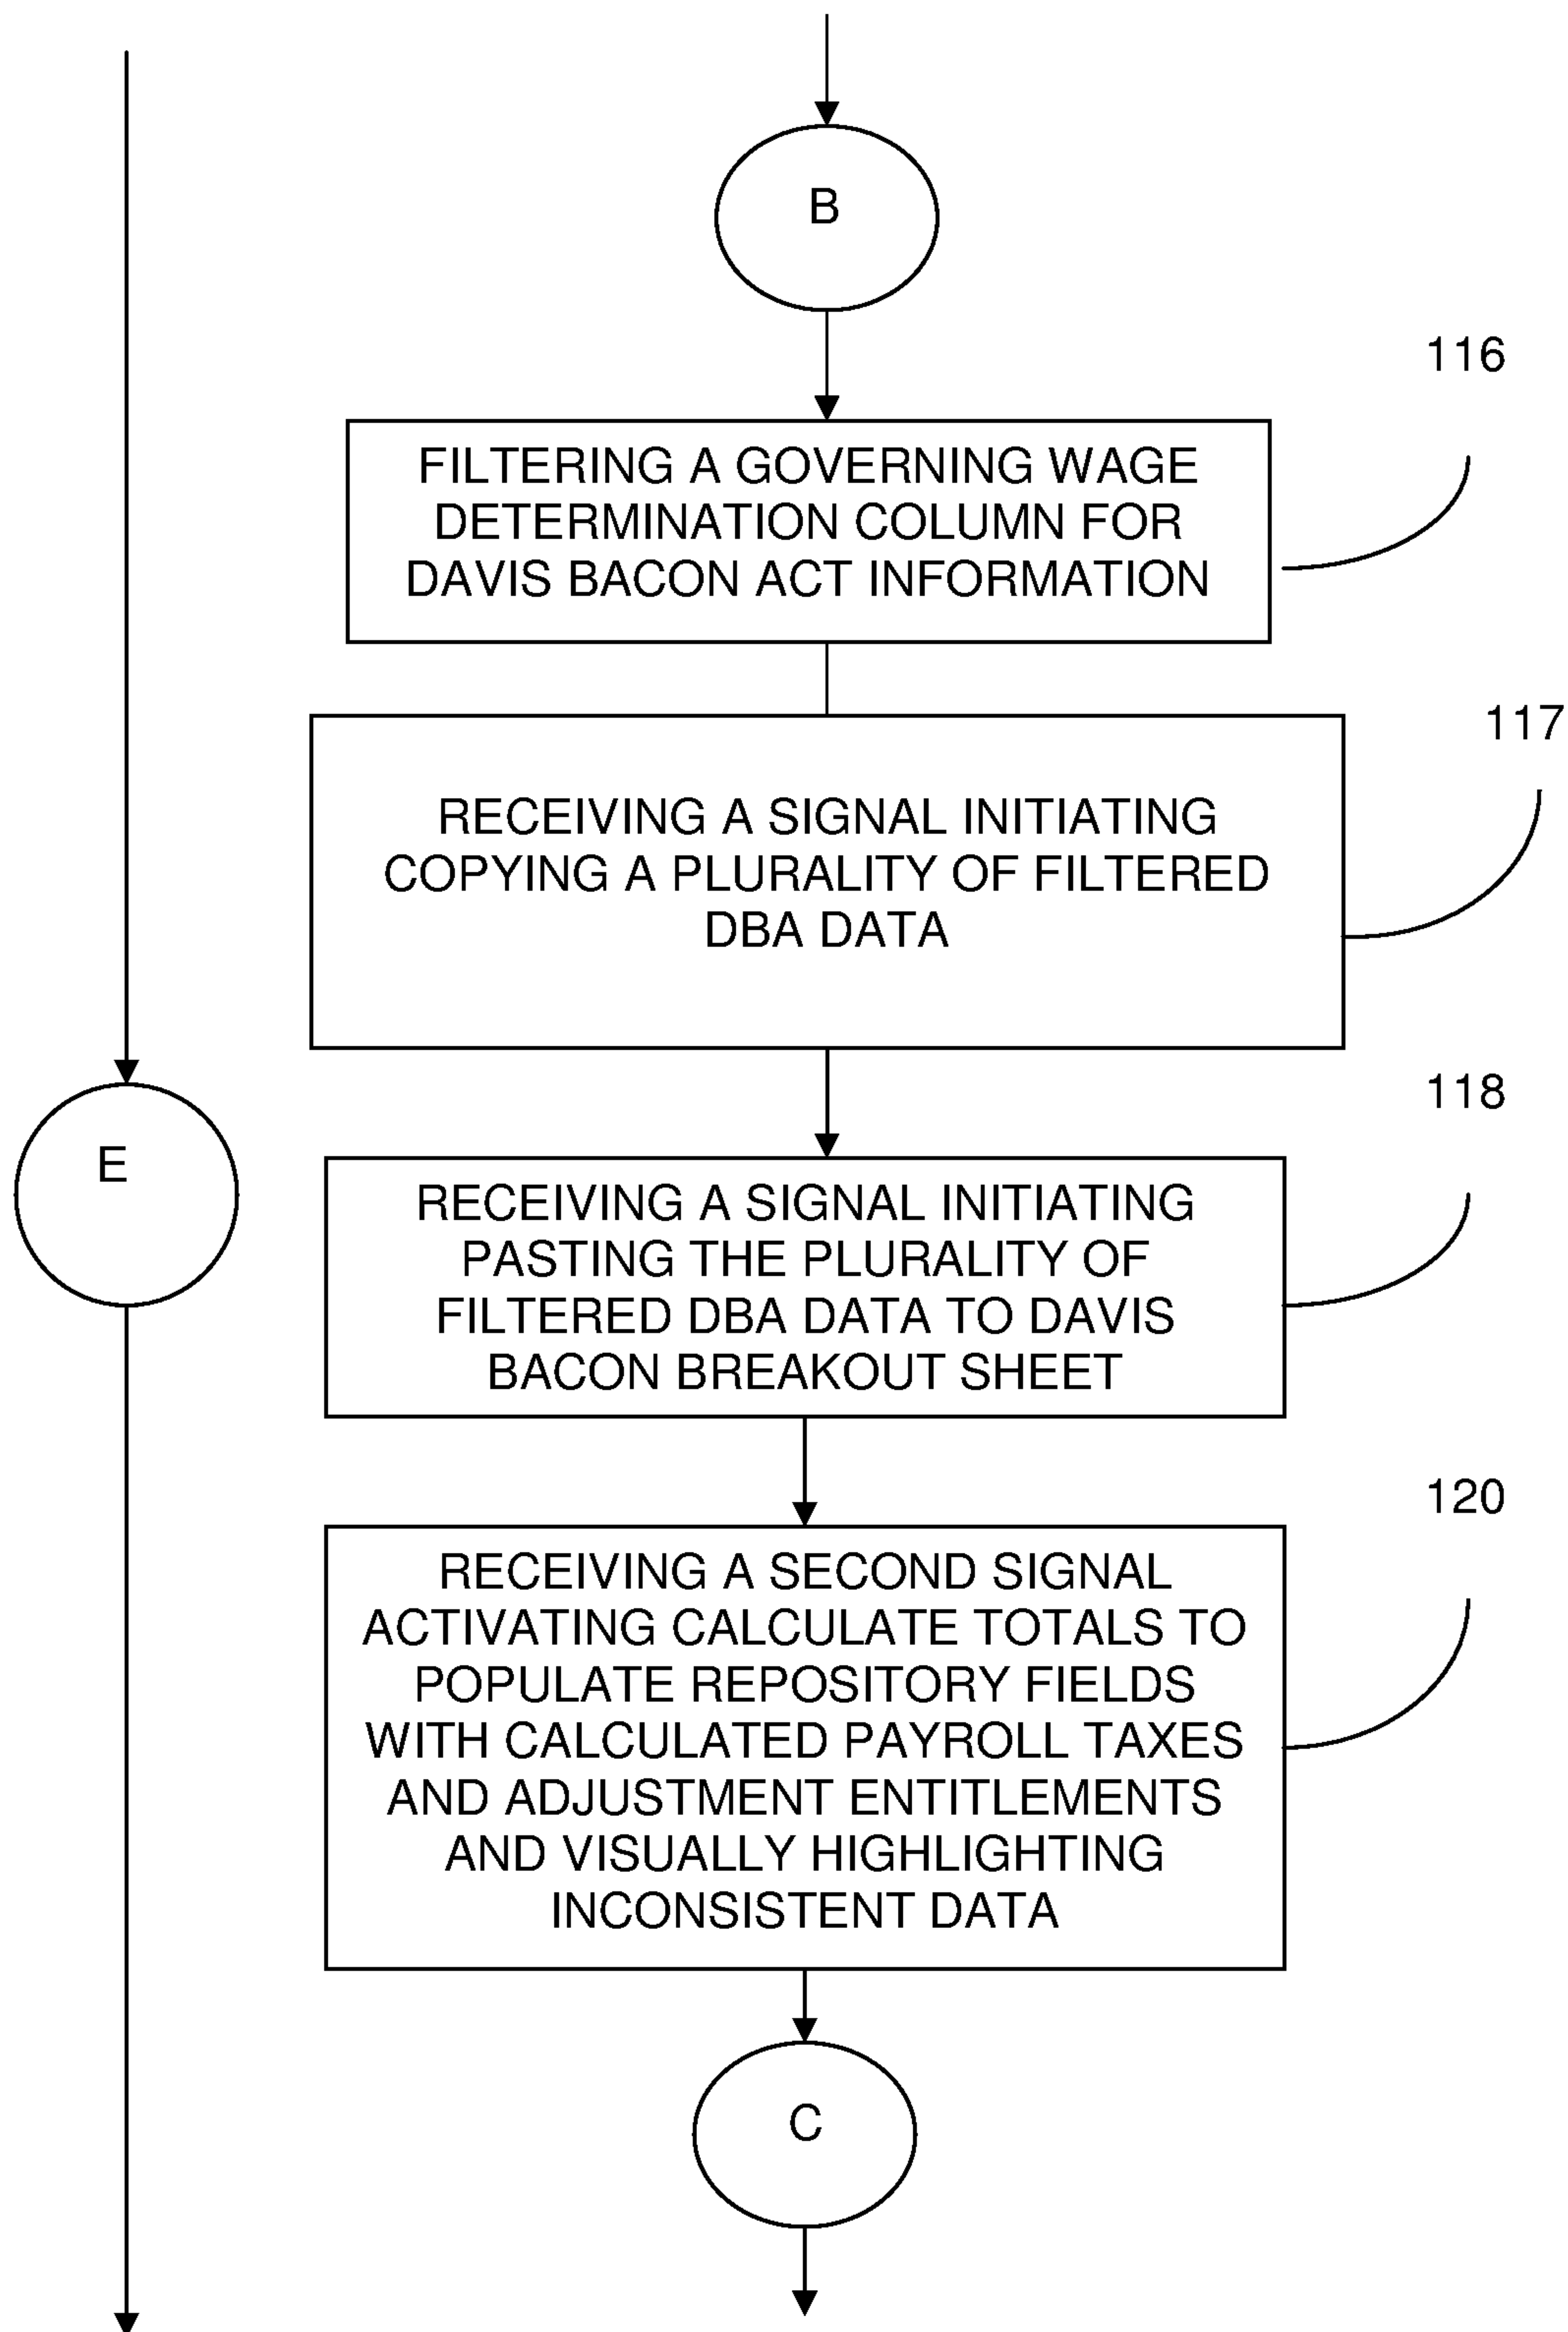 B
116
FILTERING A GOVERNING WAGE
DETERMINATION COLUMN FOR
DAVIS BACON ACT INFORMATION
117
RECEIVING A SIGNAL INITIATING
COPYING A PLURALITY OF FILTERED
DBA DATA
118
E
RECEIVING A SIGNAL INITIATING
PASTING THE PLURALITY OF
FILTERED DBA DATA TO DAVIS
BACON BREAKOUT SHEET
120
RECEIVING A SECOND SIGNAL
ACTIVATING CALCULATE TOTALS TO
POPULATE REPOSITORY FIELDS
WITH CALCULATED PAYROLL TAXES
AND ADJUSTMENT ENTITLEMENTS
AND VISUALLY HIGHLIGHTING
INCONSISTENT DATA
C